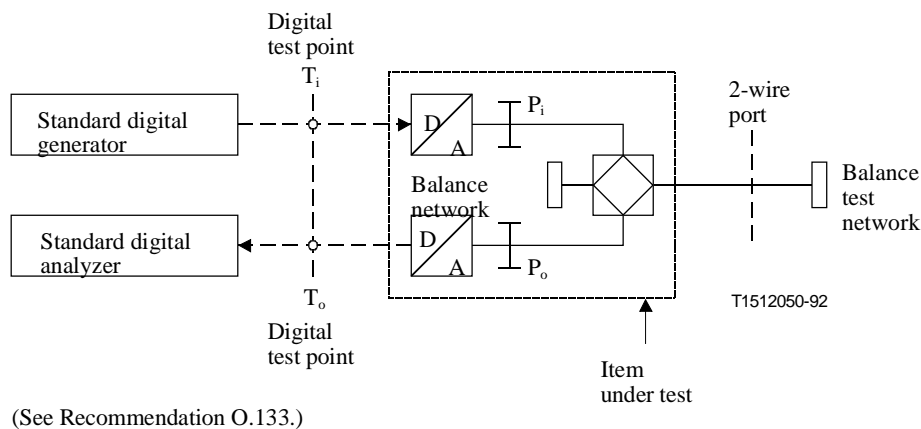 Digital
test point
Ti
Standard digital
generator
D
A
Pi
2-wire
port
Balance
network
Balance
test
network
Standard digital
analyzer
D
A
Po
To
Digital
test point
T1512050-92
Item
under test
(See Recommendation O.133.)